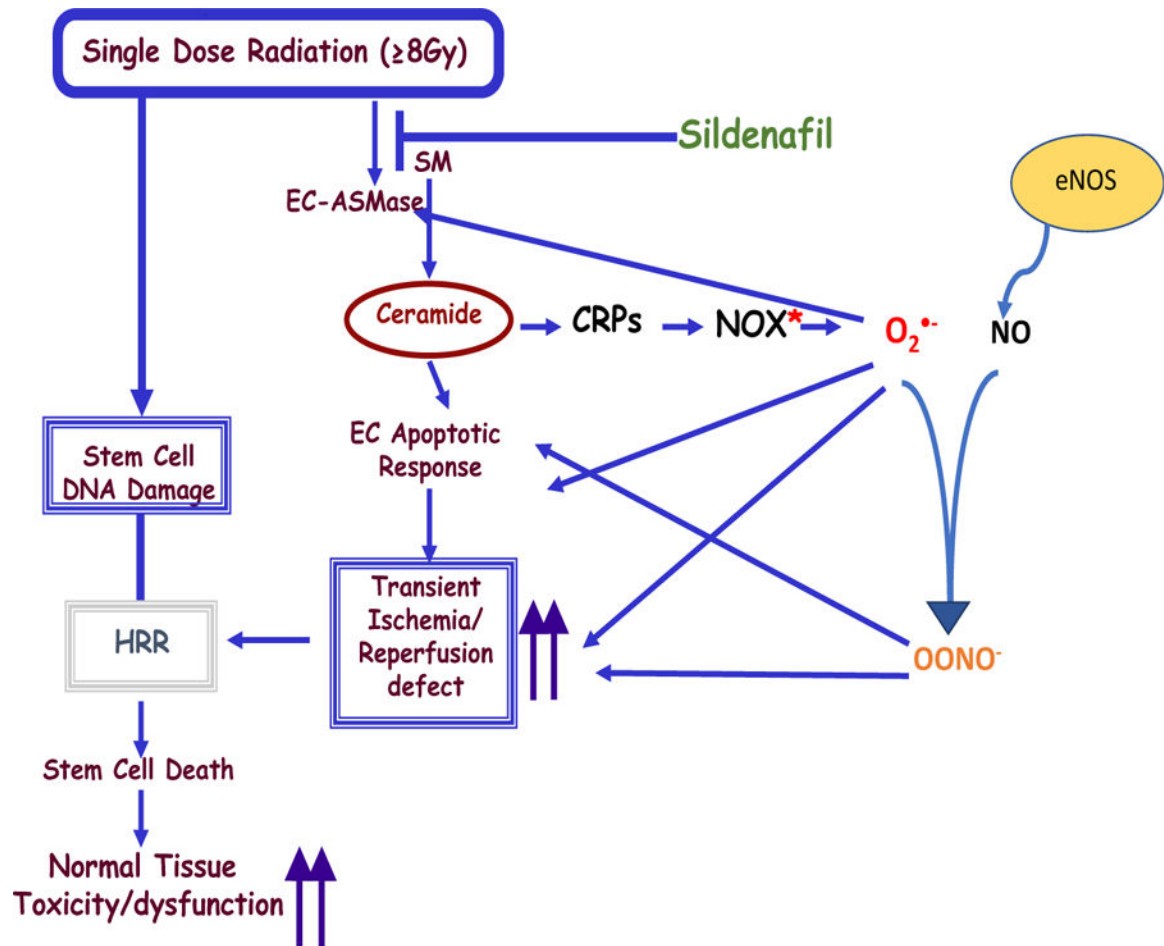 Single Dose Radiation (≥8Gy)
Sildenafil
SM
EC-ASMase
eNOS
Ceramide
CRPs
NOX*
O₂•-
NO
EC Apoptotic
Response
Stem Cell
DNA Damage
Transient
Ischemia/
Reperfusion
defect
HRR
OONO⁻
Stem Cell Death
Normal Tissue
Toxicity/dysfunction